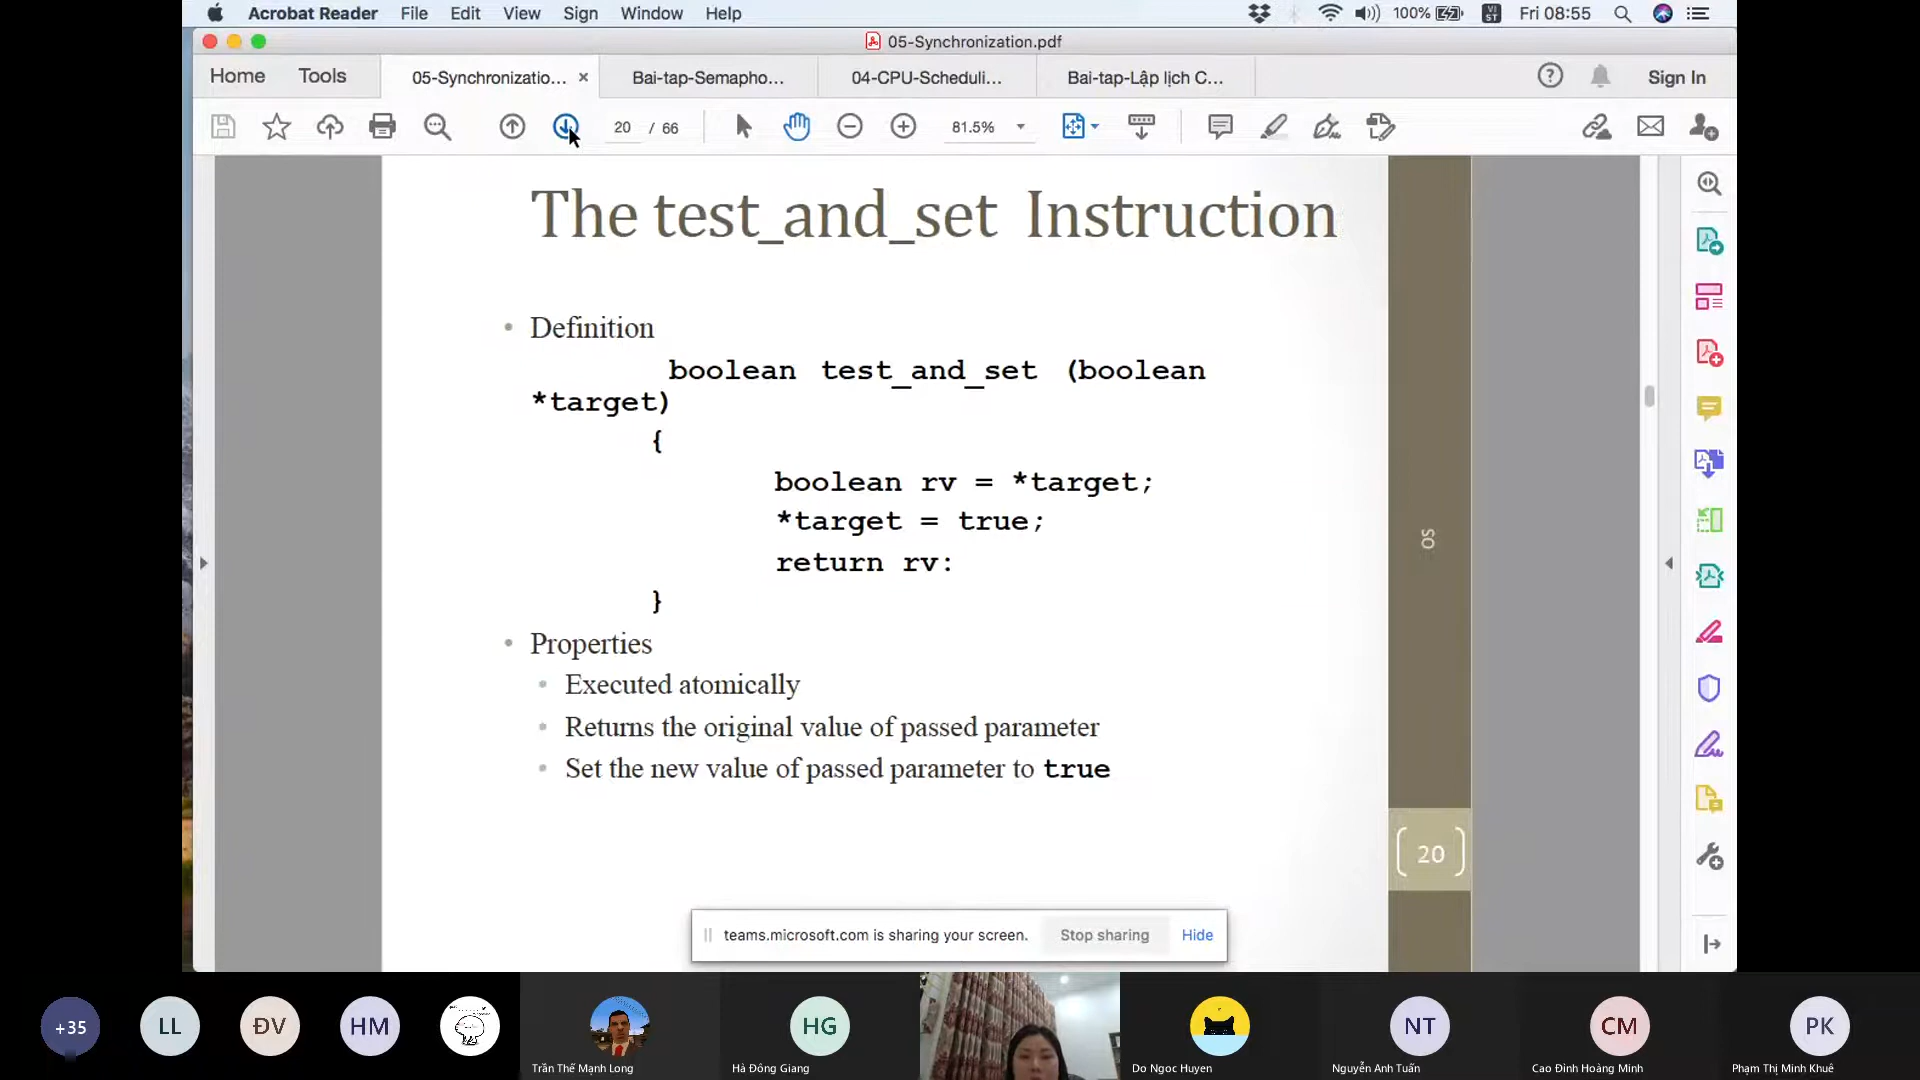 Acrobat Reader File Edit View Sign Window Help 100% VI ST Fri 08:55
05-Synchronization.pdf
Home Tools 05-Synchronizatio... × Bai-tap-Semapho... 04-CPU-Scheduli... Bai-tap-Lập lịch C... Sign In
20 / 66 81.5%
The test_and_set Instruction
• Definition
boolean test_and_set (boolean
*target)
{
boolean rv = *target;
*target = true;
return rv:
}
• Properties
• Executed atomically
• Returns the original value of passed parameter
• Set the new value of passed parameter to true
OS
20
teams.microsoft.com is sharing your screen. Stop sharing Hide
+35 LL ĐV HM HG NT CM PK
Trần Thế Mạnh Long Hà Đông Giang Do Ngoc Huyen Nguyễn Anh Tuấn Cao Đình Hoàng Minh Phạm Thị Minh Khuê